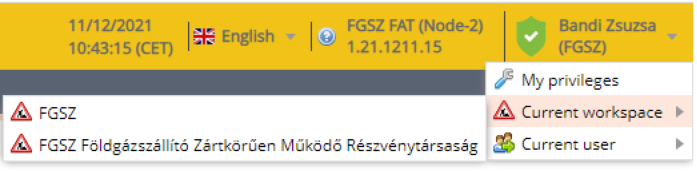 11/12/2021
10:43:15 (CET)
English
FGSZ FAT (Node-2)
1.21.1211.15
Bandi Zsuzsa
(FGSZ)
My privileges
Current workspace
Current user
FGSZ
FGSZ Földgázszállító Zártkörűen Működő Részvénytársaság